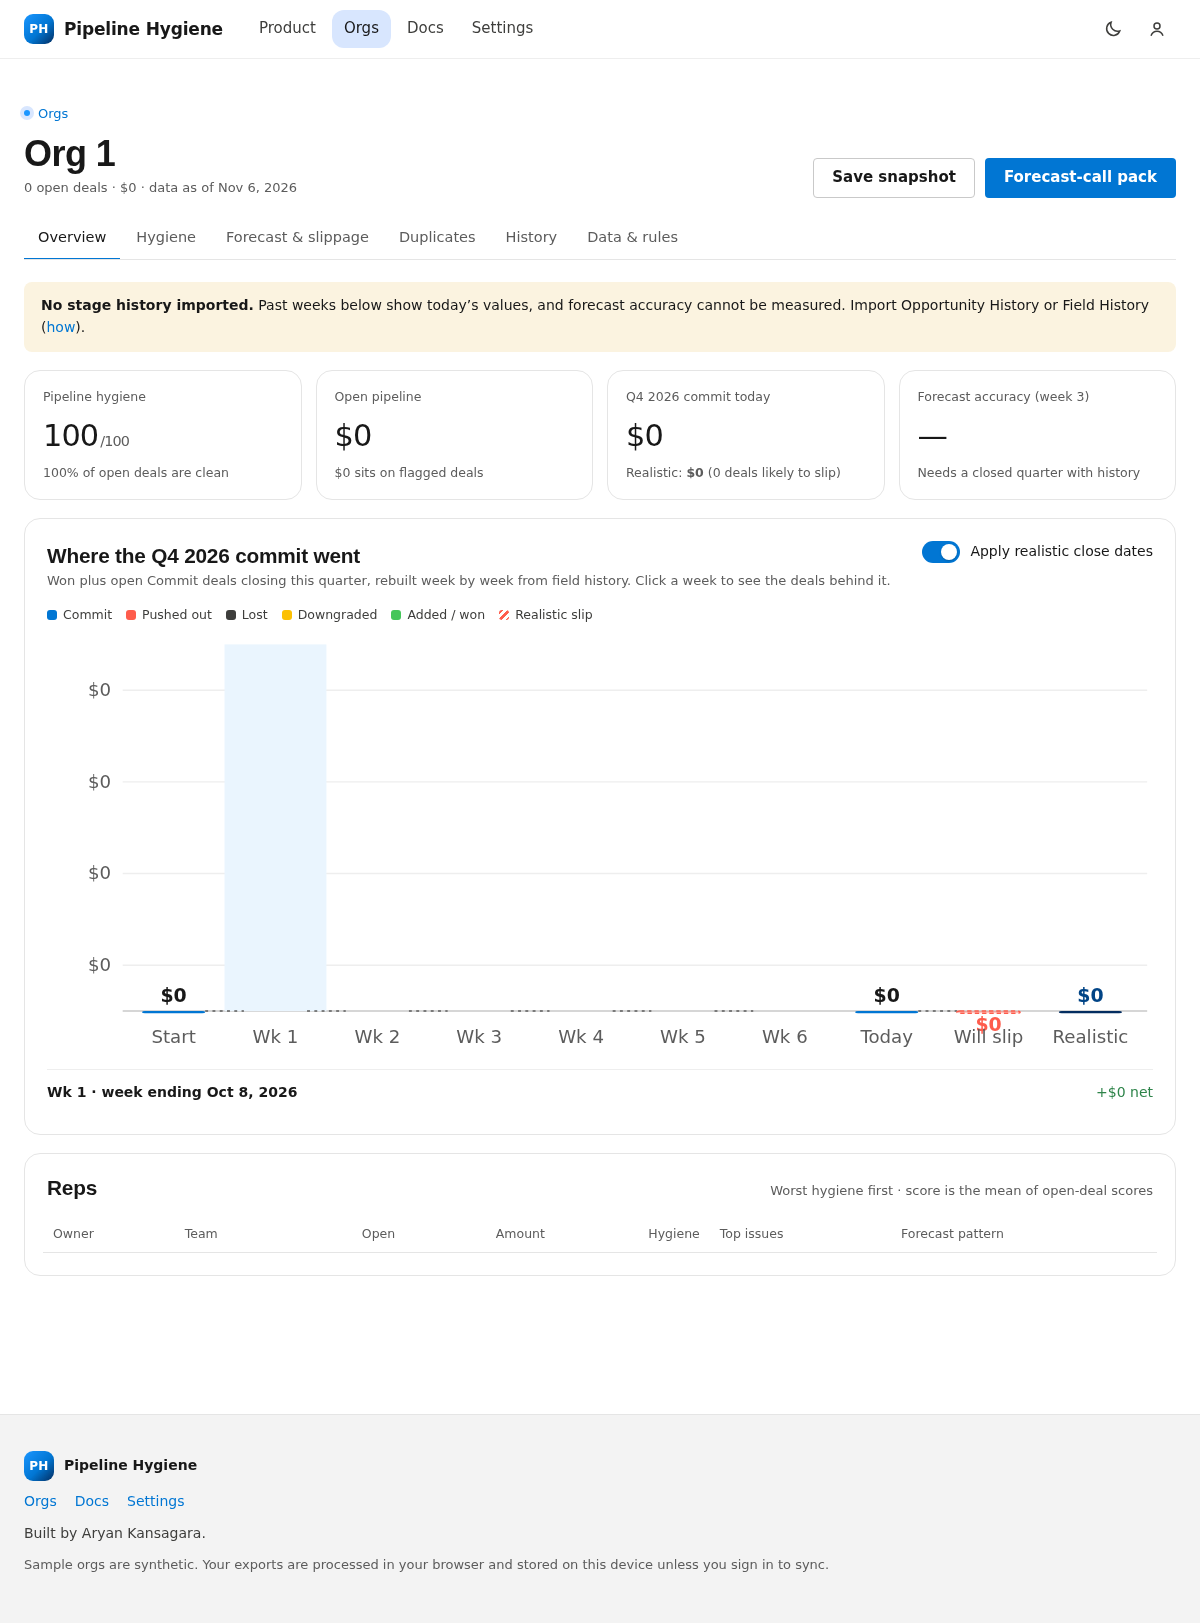 PH Pipeline Hygiene Product Orgs Docs Settings
Orgs
Org 1
0 open deals · $0 · data as of Nov 6, 2026
Save snapshot Forecast-call pack
Overview Hygiene Forecast & slippage Duplicates History Data & rules
No stage history imported. Past weeks below show today’s values, and forecast accuracy cannot be measured. Import Opportunity History or Field History
(how).
Pipeline hygiene
100/100
100% of open deals are clean
Open pipeline
$0
$0 sits on flagged deals
Q4 2026 commit today
$0
Realistic: $0 (0 deals likely to slip)
Forecast accuracy (week 3)
—
Needs a closed quarter with history
Where the Q4 2026 commit went
Apply realistic close dates
Won plus open Commit deals closing this quarter, rebuilt week by week from field history. Click a week to see the deals behind it.
Commit Pushed out Lost Downgraded Added / won Realistic slip
$0
$0
$0
$0
$0 $0 $0 $0
Start Wk 1 Wk 2 Wk 3 Wk 4 Wk 5 Wk 6 Today Will slip Realistic
Wk 1 · week ending Oct 8, 2026 +$0 net
Reps
Worst hygiene first · score is the mean of open-deal scores
Owner Team Open Amount Hygiene Top issues Forecast pattern
PH Pipeline Hygiene
Orgs Docs Settings
Built by Aryan Kansagara.
Sample orgs are synthetic. Your exports are processed in your browser and stored on this device unless you sign in to sync.